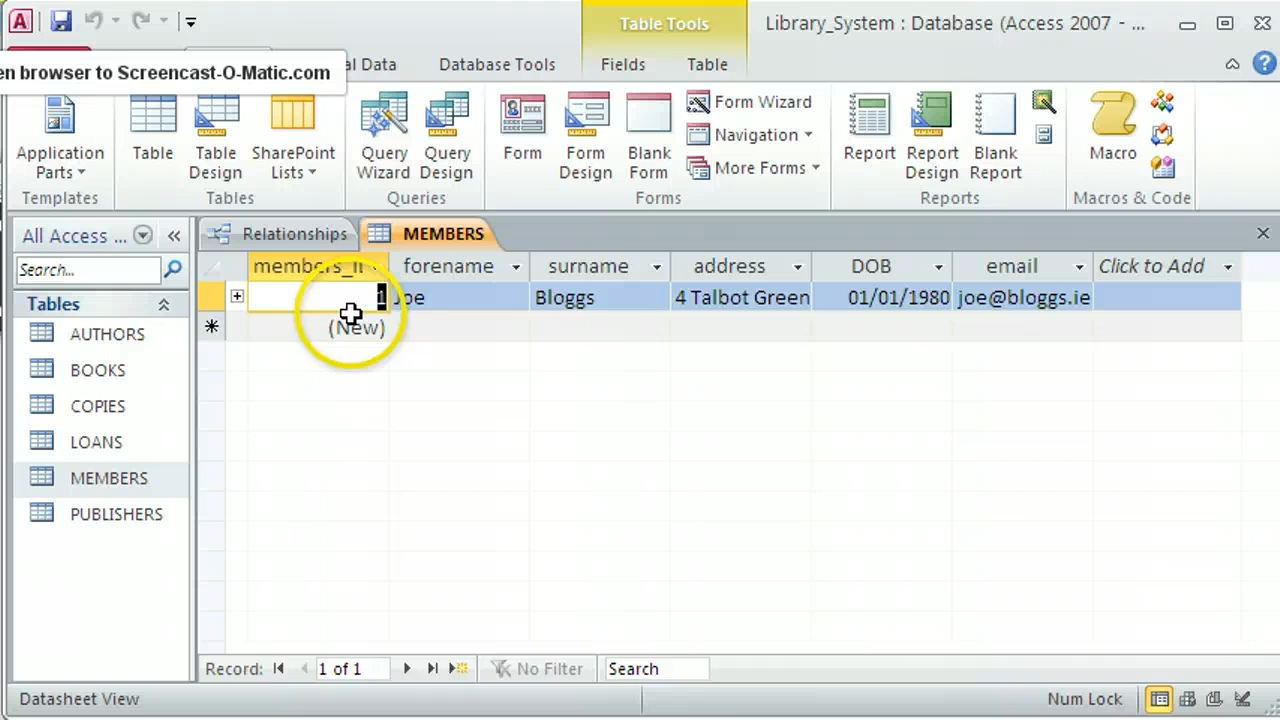 Table Tools
Library_System : Database (Access 2007 - ...
en browser to Screencast-O-Matic.com
al Data
Database Tools
Fields
Table
Application Parts
Table
Table Design
SharePoint Lists
Query Wizard
Query Design
Form
Form Design
Blank Form
Form Wizard
Navigation
More Forms
Report
Report Design
Blank Report
Macro
Templates
Tables
Queries
Forms
Reports
Macros & Code
All Access ...
Relationships
MEMBERS
Search...
members_i
forename
surname
address
DOB
email
Click to Add
1
Joe
Bloggs
4 Talbot Green
01/01/1980
joe@bloggs.ie
(New)
Tables
AUTHORS
BOOKS
COPIES
LOANS
MEMBERS
PUBLISHERS
Record:
1 of 1
No Filter
Search
Datasheet View
Num Lock